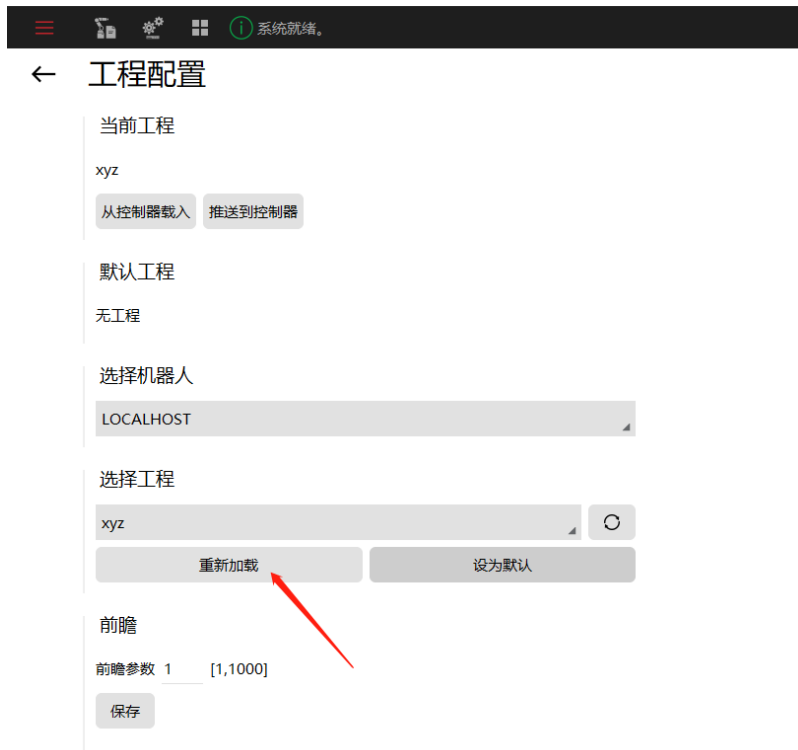 系统就绪。
工程配置
当前工程
xyz
从控制器载入 推送到控制器
默认工程
无工程
选择机器人
LOCALHOST
选择工程
xyz
重新加载 设为默认
前瞻
前瞻参数 1 [1,1000]
保存